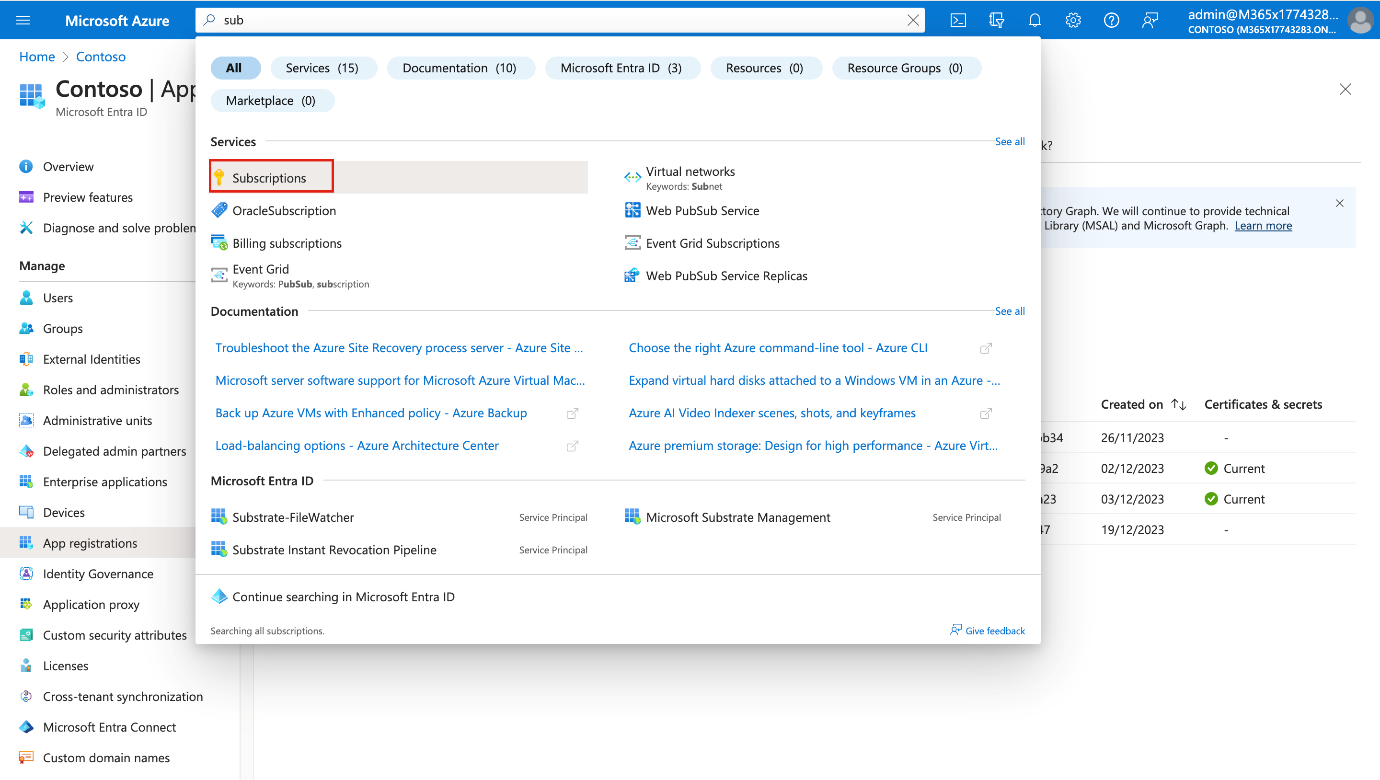 Microsoft Azure
sub
admin@M365x1774328...
CONTOSO (M365X17743283.ON...
Home > Contoso
Contoso | App
Microsoft Entra ID
All
Services (15)
Documentation (10)
Microsoft Entra ID (3)
Resources (0)
Resource Groups (0)
Marketplace (0)
Services
See all
Subscriptions
Virtual networks
Keywords: Subnet
OracleSubscription
Web PubSub Service
Billing subscriptions
Event Grid Subscriptions
Event Grid
Keywords: PubSub, subscription
Web PubSub Service Replicas
Documentation
See all
Troubleshoot the Azure Site Recovery process server - Azure Site ...
Choose the right Azure command-line tool - Azure CLI
Microsoft server software support for Microsoft Azure Virtual Mac...
Expand virtual hard disks attached to a Windows VM in an Azure -...
Back up Azure VMs with Enhanced policy - Azure Backup
Azure AI Video Indexer scenes, shots, and keyframes
Load-balancing options - Azure Architecture Center
Azure premium storage: Design for high performance - Azure Virt...
Microsoft Entra ID
Substrate-FileWatcher
Service Principal
Microsoft Substrate Management
Service Principal
Substrate Instant Revocation Pipeline
Service Principal
Continue searching in Microsoft Entra ID
Searching all subscriptions.
Give feedback
Overview
Preview features
Diagnose and solve problem
Manage
Users
Groups
External Identities
Roles and administrators
Administrative units
Delegated admin partners
Enterprise applications
Devices
App registrations
Identity Governance
Application proxy
Custom security attributes
Licenses
Cross-tenant synchronization
Microsoft Entra Connect
Custom domain names
k?
ctory Graph. We will continue to provide technical
Library (MSAL) and Microsoft Graph. Learn more
Created on
Certificates & secrets
b34
26/11/2023
-
9a2
02/12/2023
Current
a23
03/12/2023
Current
47
19/12/2023
-